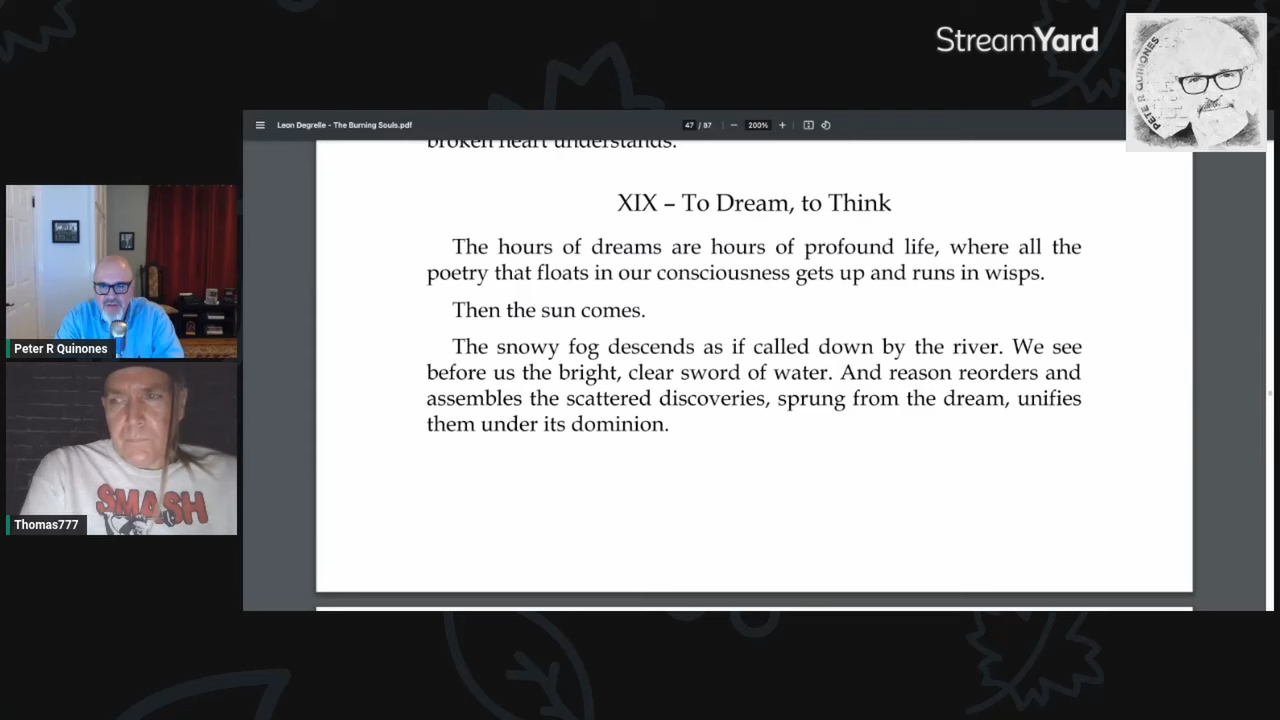 StreamYard
PETER R QUINONES
Lean Degrelle - The Burning Souls.pdf
47 / 87
200%
broken heart understands.
XIX – To Dream, to Think
The hours of dreams are hours of profound life, where all the
poetry that floats in our consciousness gets up and runs in wisps.
Then the sun comes.
The snowy fog descends as if called down by the river. We see
before us the bright, clear sword of water. And reason reorders and
assembles the scattered discoveries, sprung from the dream, unifies
them under its dominion.
Peter R Quinones
SMASH
Thomas777